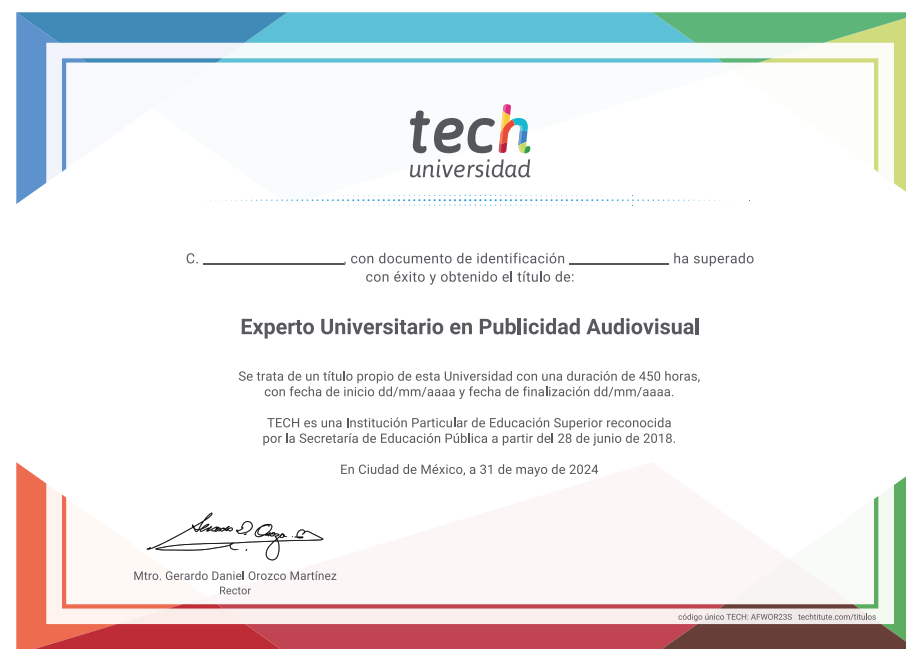 tech
universidad
C. ____________________, con documento de identificación ______________ ha superado
con éxito y obtenido el título de:
Experto Universitario en Publicidad Audiovisual
Se trata de un título propio de esta Universidad con una duración de 450 horas,
con fecha de inicio dd/mm/aaaa y fecha de finalización dd/mm/aaaa.
TECH es una Institución Particular de Educación Superior reconocida
por la Secretaría de Educación Pública a partir del 28 de junio de 2018.
En Ciudad de México, a 31 de mayo de 2024
Mtro. Gerardo Daniel Orozco Martínez
Rector
código único TECH: AFWOR23S techtitute.com/titulos